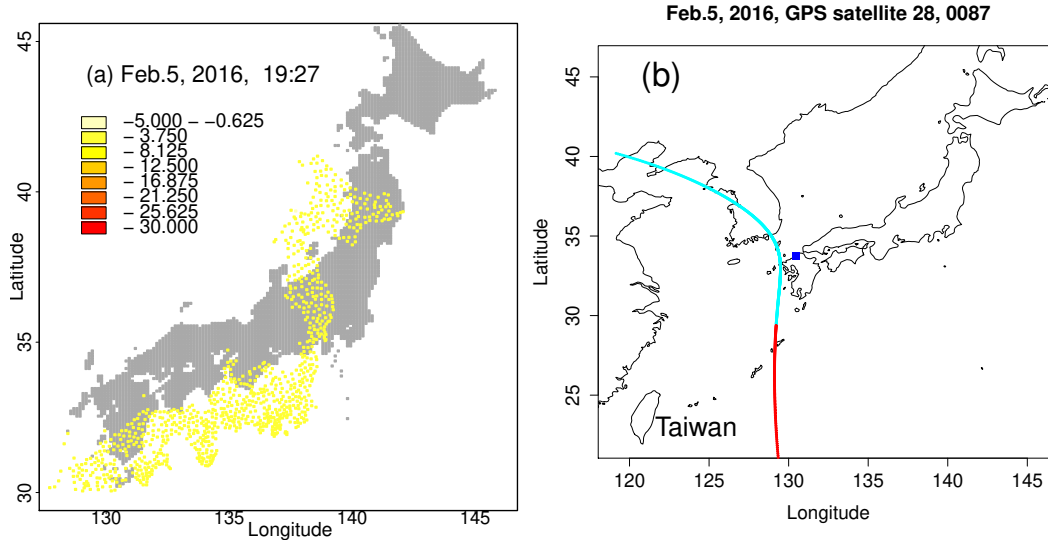 Feb.5, 2016, GPS satellite 28, 0087
(a) Feb.5, 2016, 19:27
−5.000 − −0.625
− 3.750
− 8.125
− 12.500
− 16.875
− 21.250
− 25.625
− 30.000
45
40
35
30
Latitude
130
135
140
145
Longitude
(b)
Taiwan
45
40
35
30
25
Latitude
120
125
130
135
140
145
Longitude